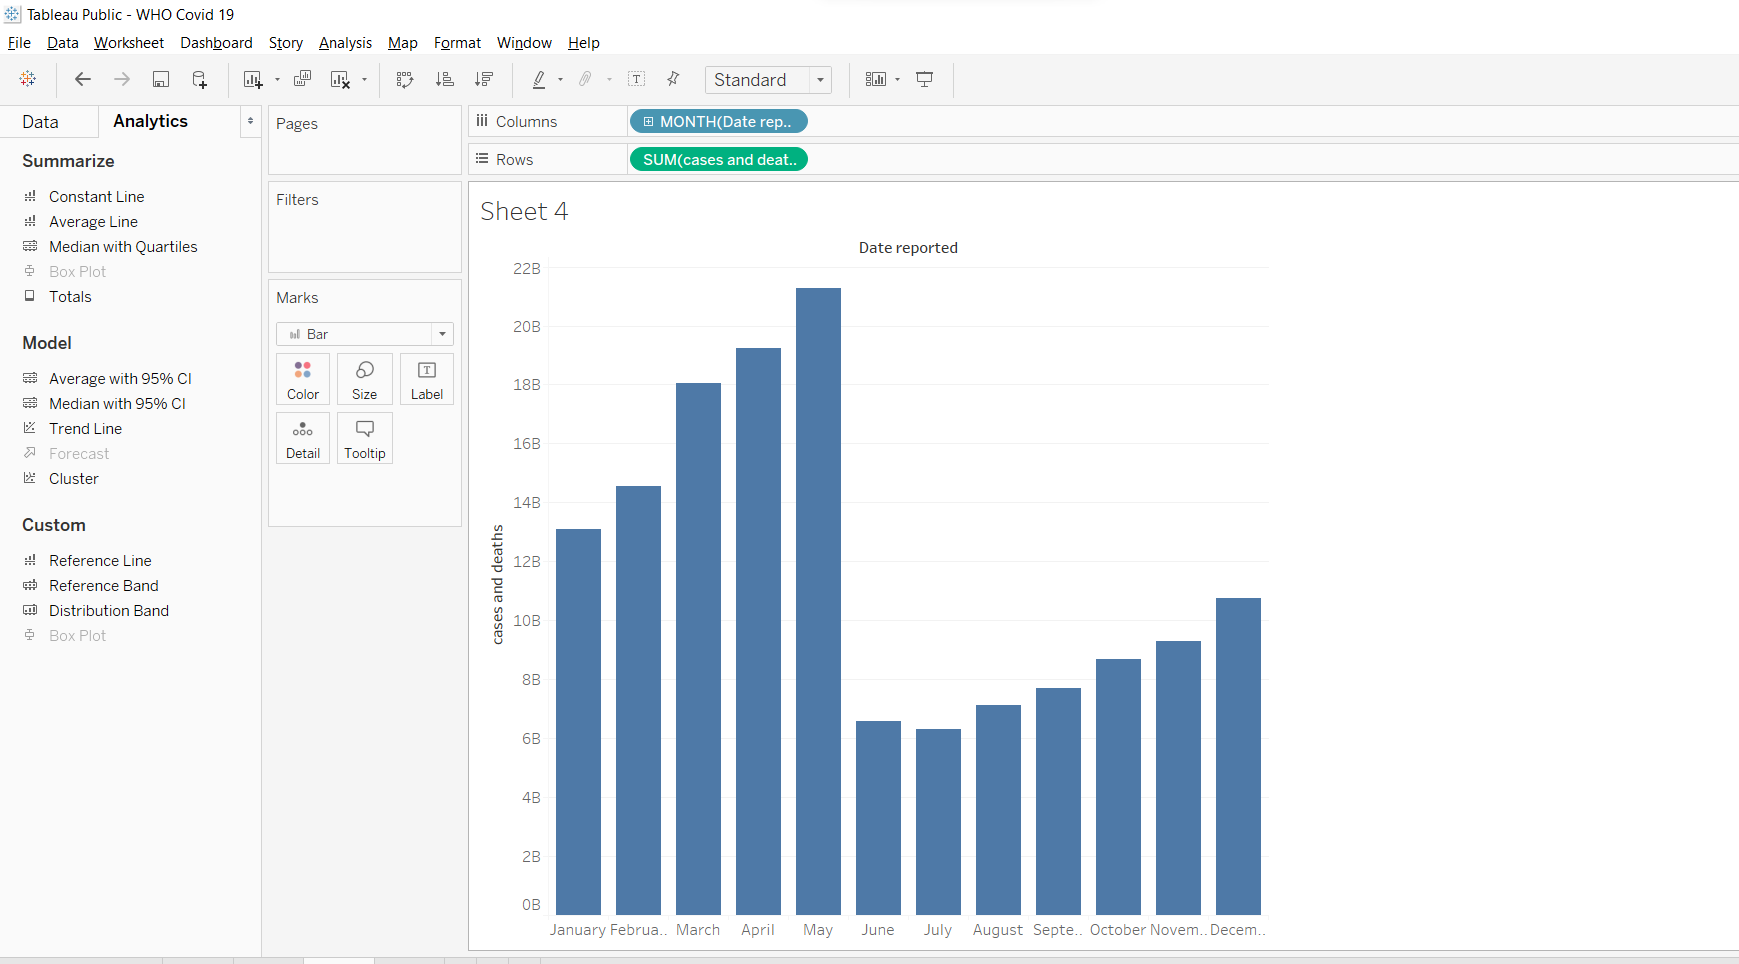 Tableau Public - WHO Covid 19
File Data Worksheet Dashboard Story Analysis Map Format Window Help
Standard
Data Analytics
Summarize
Constant Line
Average Line
Median with Quartiles
Box Plot
Totals
Model
Average with 95% CI
Median with 95% CI
Trend Line
Forecast
Cluster
Custom
Reference Line
Reference Band
Distribution Band
Box Plot
Pages
Filters
Marks
Bar
Color Size Label
Detail Tooltip
Columns MONTH(Date rep..
Rows SUM(cases and deat..
Sheet 4
Date reported
22B
20B
18B
16B
14B
12B
10B
8B
6B
4B
2B
0B
cases and deaths
January Februa.. March April May June July August Septe.. October Novem.. Decem..